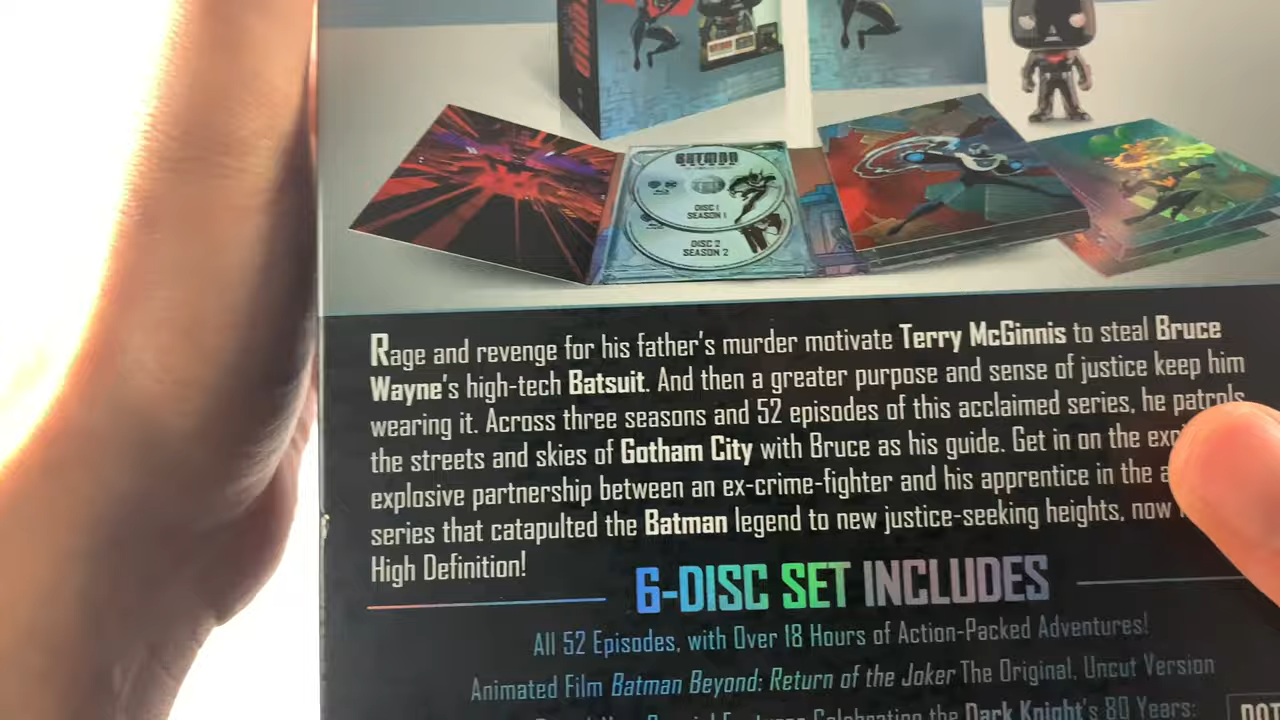 BATMAN
DISC 1
SEASON 1
DISC 2
SEASON 2
Rage and revenge for his father's murder motivate Terry McGinnis to steal Bruce
Wayne's high-tech Batsuit. And then a greater purpose and sense of justice keep him
wearing it. Across three seasons and 52 episodes of this acclaimed series, he patrols
the streets and skies of Gotham City with Bruce as his guide. Get in on the
explosive partnership between an ex-crime-fighter and his apprentice in the
series that catapulted the Batman legend to new justice-seeking heights, now
High Definition!
6-DISC SET INCLUDES
All 52 Episodes, with Over 18 Hours of Action-Packed Adventures!
Animated Film Batman Beyond: Return of the Joker The Original, Uncut Version
Special Features Celebrating the Dark Knight's 80 Years: